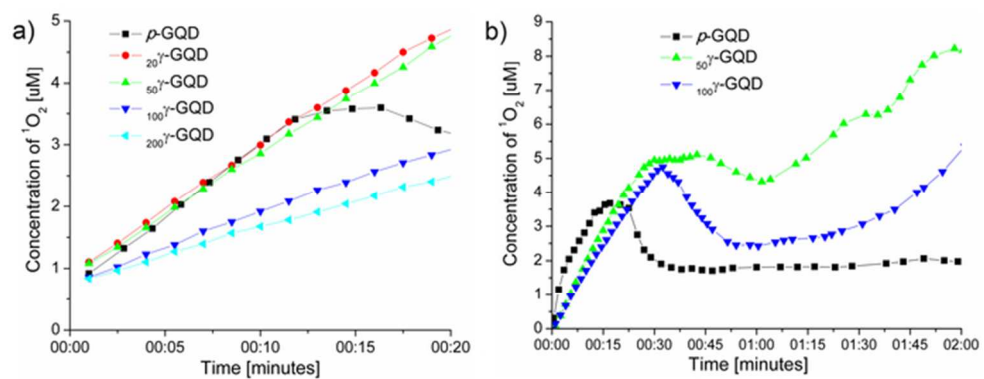 a)
5
4
3
2
1
0
Concentration of ¹O₂ [uM]
p-GQD
₂₀γ-GQD
₅₀γ-GQD
₁₀₀γ-GQD
₂₀₀γ-GQD
00:00 00:05 00:10 00:15 00:20
Time [minutes]
b)
9
8
7
6
5
4
3
2
1
0
Concentration of ¹O₂ [uM]
p-GQD
₅₀γ-GQD
₁₀₀γ-GQD
00:00 00:15 00:30 00:45 01:00 01:15 01:30 01:45 02:00
Time [minutes]